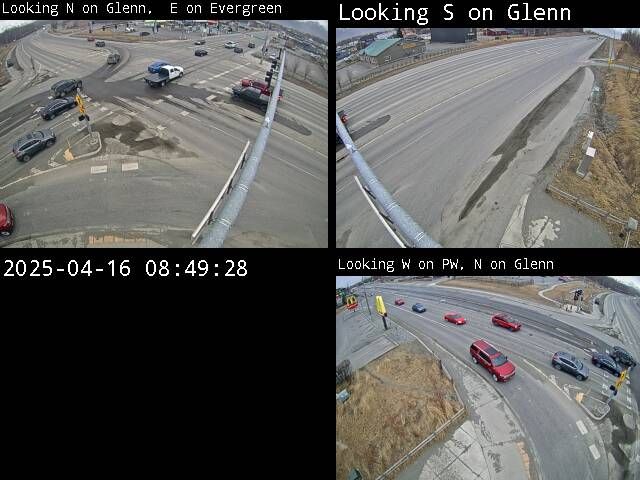 Looking N on Glenn,  E on Evergreen
Looking S on Glenn
2025-04-16 08:49:28
Looking W on PW, N on Glenn